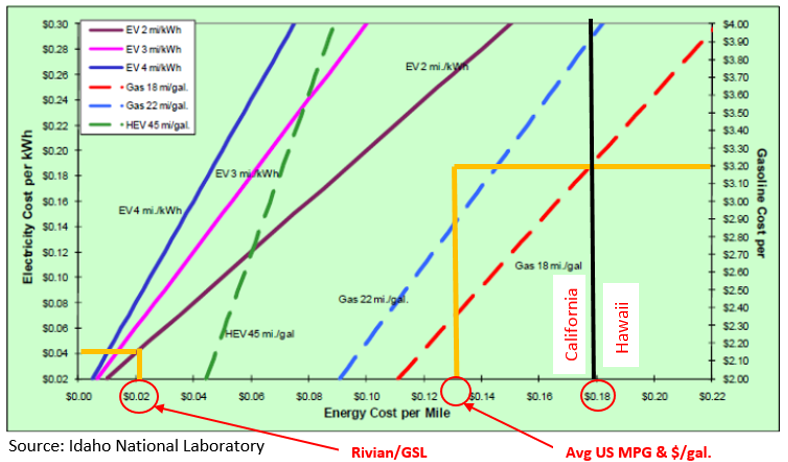 $0.30
$0.28
$0.26
$0.24
$0.22
$0.20
$0.18
$0.16
$0.14
$0.12
$0.10
$0.08
$0.06
$0.04
$0.02
Electricity Cost per kWh
EV 2 mi/kWh
EV 3 mi/kWh
EV 4 mi/kWh
Gas 18 mi/gal.
Gas 22 mi/gal.
HEV 45 mi/gal.
EV 2 mi./kWh
EV 3 mi./kWh
EV 4 mi./kWh
Gas 18 mi./gal
Gas 22 mi./gal.
HEV 45 mi./gal
California
Hawaii
$4.00
$3.90
$3.80
$3.70
$3.60
$3.50
$3.40
$3.30
$3.20
$3.10
$3.00
$2.90
$2.80
$2.70
$2.60
$2.50
$2.40
$2.30
$2.20
$2.10
$2.00
Gasoline Cost per
$0.00
$0.02
$0.04
$0.06
$0.08
$0.10
$0.12
$0.14
$0.16
$0.18
$0.20
$0.22
Energy Cost per Mile
Source: Idaho National Laboratory
Rivian/GSL
Avg US MPG & $/gal.